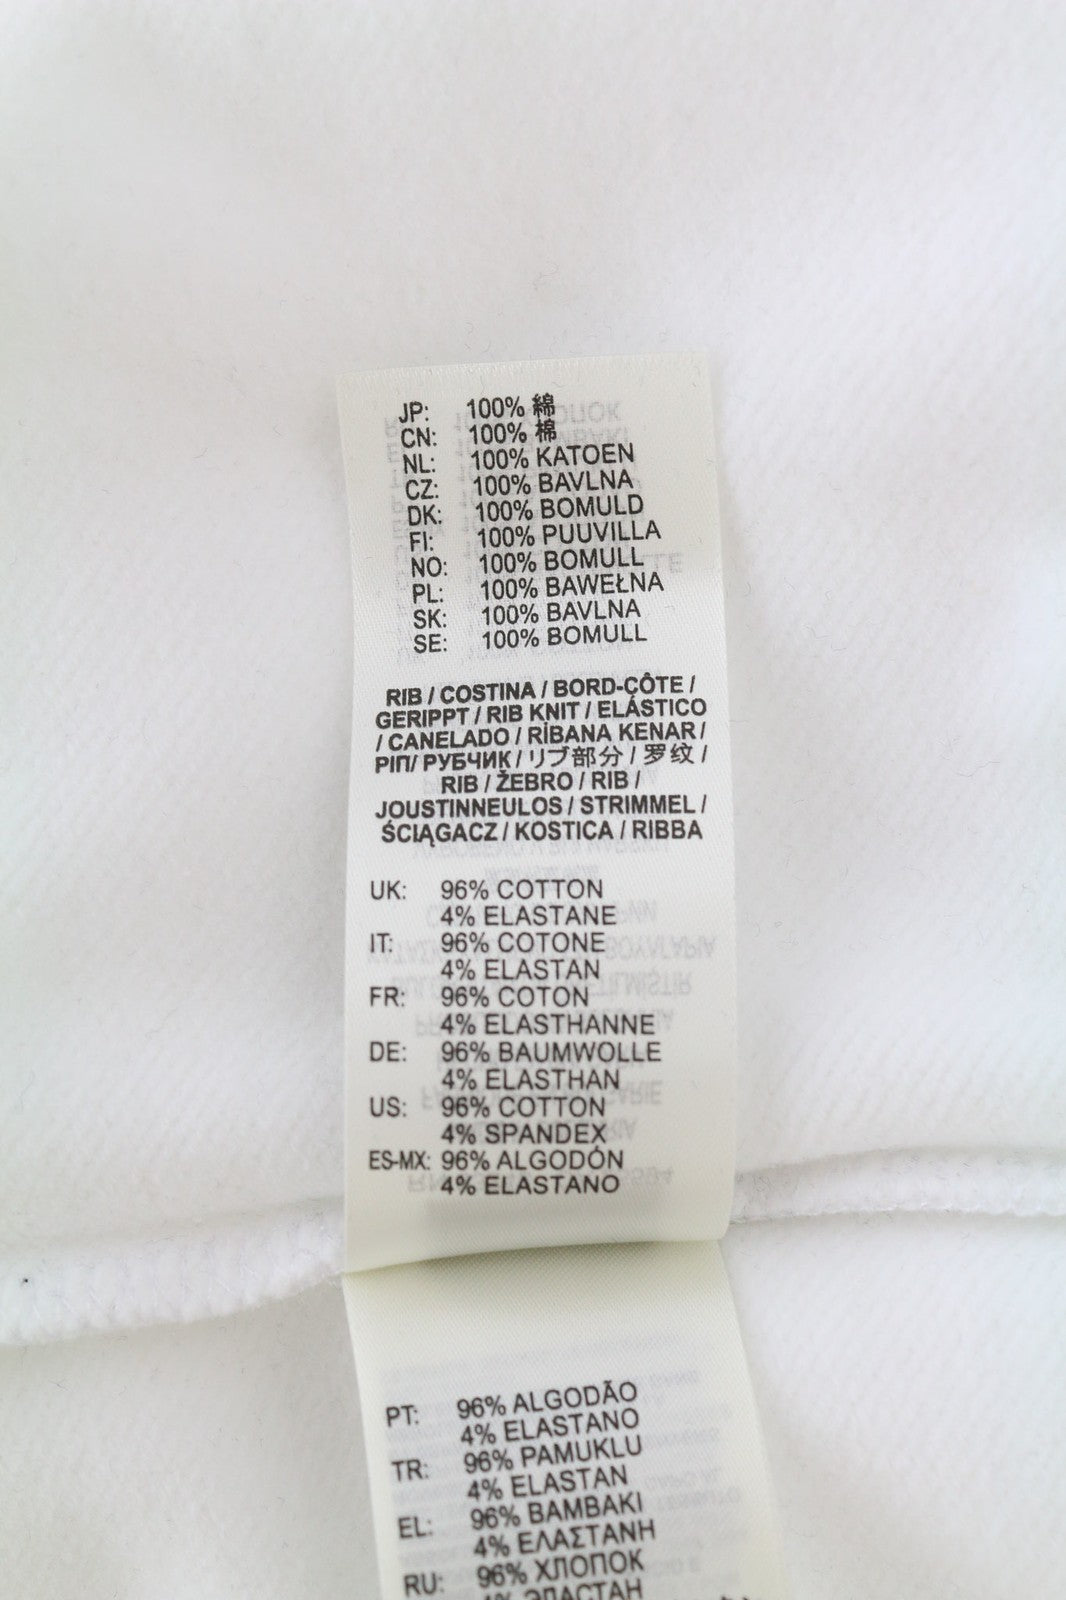 JP: 100% 綿
CN: 100% 棉
NL: 100% KATOEN
CZ: 100% BAVLNA
DK: 100% BOMULD
FI: 100% PUUVILLA
NO: 100% BOMULL
PL: 100% BAWEŁNA
SK: 100% BAVLNA
SE: 100% BOMULL
RIB / COSTINA / BORD-CÔTE /
GERIPPT / RIB KNIT / ELÁSTICO
/ CANELADO / RİBANA KENAR /
ΡΙΠ/ РУБЧИК / リブ部分 / 罗纹 /
RIB / ŽEBRO / RIB /
JOUSTINNEULOS / STRIMMEL /
ŚCIĄGACZ / KOSTICA / RIBBA
UK: 96% COTTON
4% ELASTANE
IT: 96% COTONE
4% ELASTAN
FR: 96% COTON
4% ELASTHANNE
DE: 96% BAUMWOLLE
4% ELASTHAN
US: 96% COTTON
4% SPANDEX
ES-MX: 96% ALGODÓN
4% ELASTANO
PT: 96% ALGODÃO
4% ELASTANO
TR: 96% PAMUKLU
4% ELASTAN
EL: 96% ΒΑΜΒΑΚΙ
4% ΕΛΑΣΤΑΝΗ
RU: 96% ХЛОПОК
4% ЭЛАСТАН